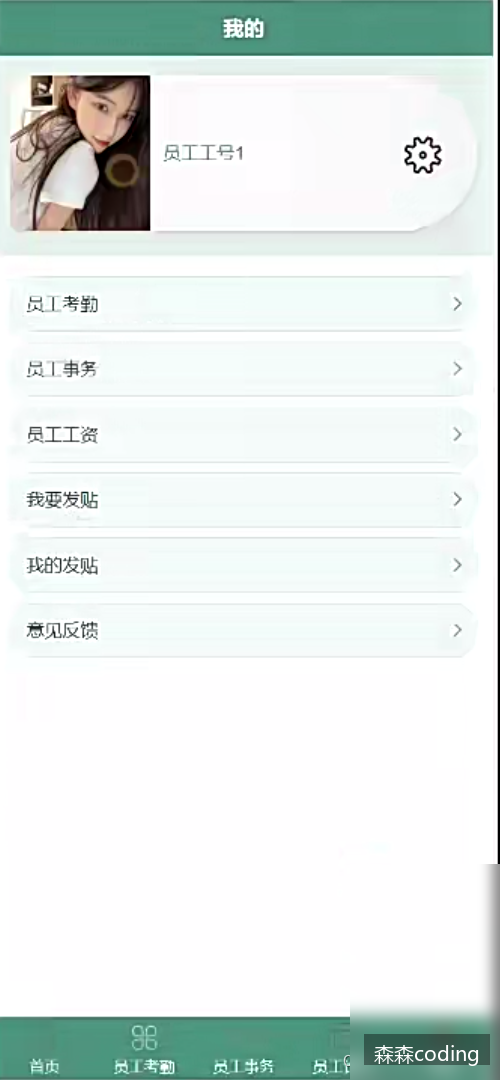 我的
员工工号1
员工考勤
员工事务
员工工资
我要发贴
我的发贴
意见反馈
首页
员工考勤
员工事务
员工
森森coding